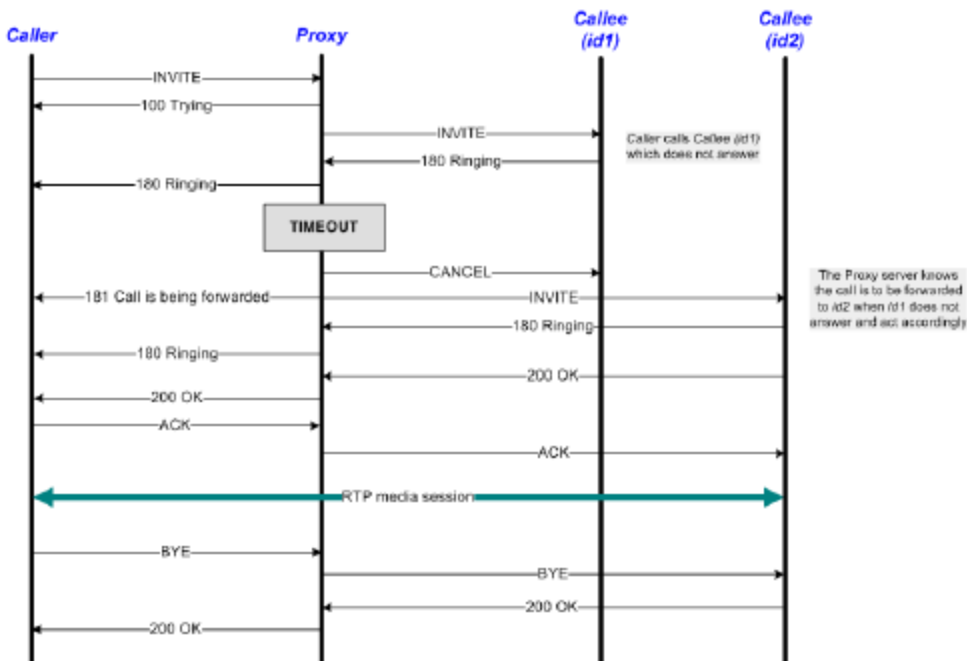 Callee
Callee
Caller
Proxy
(id1)
(id2)
INVITE
100 Trying
INVITE
Caller calls Callee (id1)
which does not answer
180 Ringing
180 Ringing
TIMEOUT
CANCEL
The Proxy server knows
the call is to be forwarded
to id2 when id1 does not
answer and act accordingly
181 Call is being forwarded
INVITE
180 Ringing
180 Ringing
200 OK
200 OK
ACK
ACK
RTP media session
BYE
BYE
200 OK
200 OK